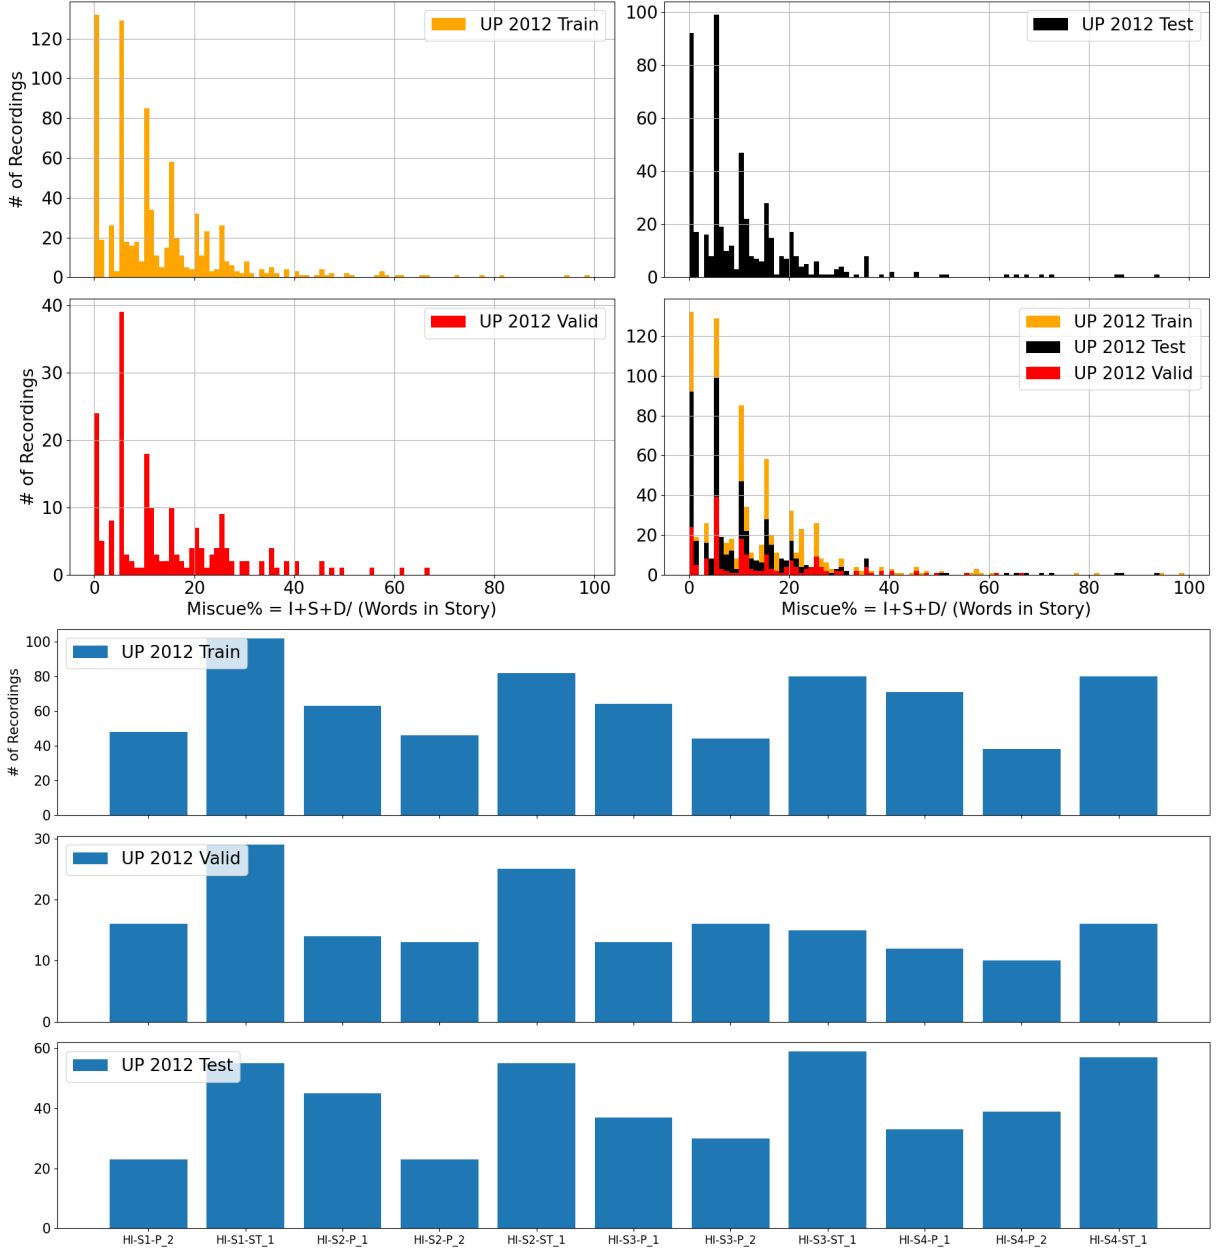 UP 2012 Train
# of Recordings
120
100
80
60
40
20
0
UP 2012 Test
100
80
60
40
20
0
UP 2012 Valid
# of Recordings
40
30
20
10
0
0 20 40 60 80 100
Miscue% = I+S+D/ (Words in Story)
UP 2012 Train
UP 2012 Test
UP 2012 Valid
120
100
80
60
40
20
0
0 20 40 60 80 100
Miscue% = I+S+D/ (Words in Story)
UP 2012 Train
# of Recordings
100
80
60
40
20
0
UP 2012 Valid
30
20
10
0
UP 2012 Test
60
40
20
0
HI-S1-P_2 HI-S1-ST_1 HI-S2-P_1 HI-S2-P_2 HI-S2-ST_1 HI-S3-P_1 HI-S3-P_2 HI-S3-ST_1 HI-S4-P_1 HI-S4-P_2 HI-S4-ST_1